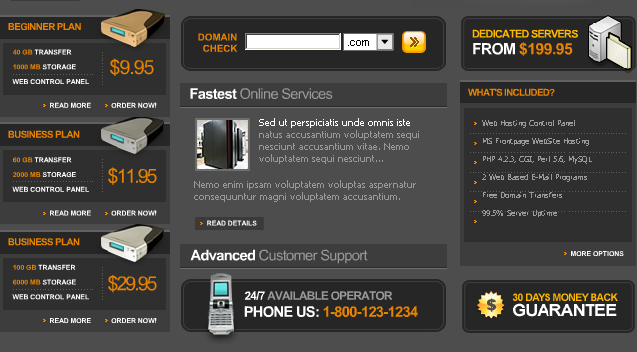 BEGINNER PLAN
40 GB TRANSFER
1000 MB STORAGE
WEB CONTROL PANEL
$9.95
READ MORE
ORDER NOW!
BUSINESS PLAN
60 GB TRANSFER
2000 MB STORAGE
WEB CONTROL PANEL
$11.95
READ MORE
ORDER NOW!
BUSINESS PLAN
100 GB TRANSFER
6000 MB STORAGE
WEB CONTROL PANEL
$29.95
READ MORE
ORDER NOW!
DOMAIN
CHECK
.com
Fastest Online Services
Sed ut perspiciatis unde omnis iste
natus accusantium voluptatem sequi
nesciunt accusantium vitae. Nemo
voluptatem sequi nesciunt...
Nemo enim ipsam voluptatem voluptas aspernatur
consequuntur magni voluptatem accusantium.
READ DETAILS
Advanced Customer Support
24/7 AVAILABLE OPERATOR
PHONE US: 1-800-123-1234
DEDICATED SERVERS
FROM $199.95
WHAT'S INCLUDED?
Web Hosting Control Panel
MS Frontpage WebSite Hosting
PHP 4.2.3, CGI, Perl 5.6, MySQL
2 Web Based E-Mail Programs
Free Domain Transfers
99.5% Server Uptime
MORE OPTIONS
30 DAYS MONEY BACK
GUARANTEE